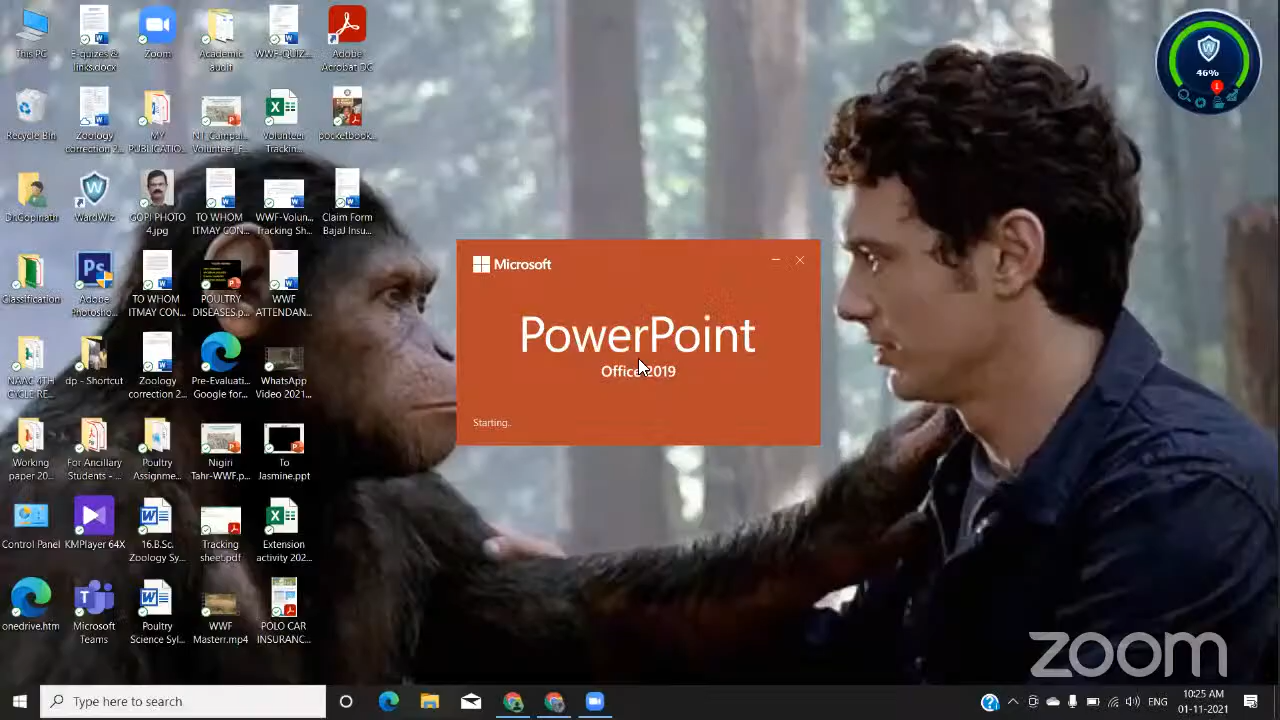 This PC
E-quizes &
links.docx
Zoom
Academic
audit
WWF-QUIZ...
Adobe
Acrobat DC
46%
1
Recycle Bin
Zoology
correction 2...
MY
PUBLICATIO...
NT Campai...
Volunteer_F...
Volunteer
Trackin...
pocketbook...
Dr.Gopinath
WardWiz
GOPI PHOTO
4.jpg
TO WHOM
ITMAY CON...
WWF-Volun...
Tracking Sh...
Claim Form
BajaJ Insu...
Classification
Adobe
Photosho...
TO WHOM
ITMAY CON...
POULTRY
DISEASES.p...
WWF
ATTENDAN...
Microsoft
PowerPoint
Office 2019
Starting..
NAAC 4TH
CYCLE RE...
dp - Shortcut
Zoology
correction 2...
Pre-Evaluati...
Google for...
WhatsApp
Video 2021...
Working
paper 20...
For Ancillary
Students - ...
Poultry
Assignme...
Nigiri
Tahr-WWF.p...
To
Jasmine.ppt
Control Panel
KMPlayer 64X
16.B.Sc.
Zoology Sy...
Tracking
sheet.pdf
Extension
activity 202...
onedrive.htm
Microsoft
Teams
Poultry
Science Syl...
WWF
Masterr.mp4
POLO CAR
INSURANC...
zoom
Type here to search
ENG
10:25 AM
01-11-2021